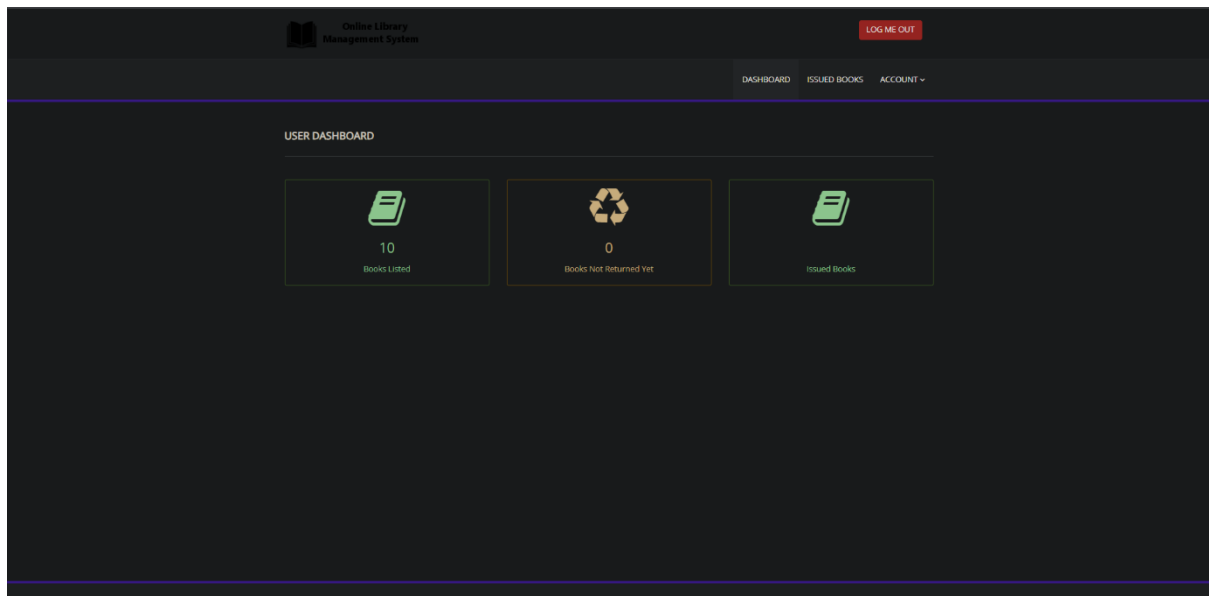 Online Library
Management System
LOG ME OUT
DASHBOARD ISSUED BOOKS ACCOUNT
USER DASHBOARD
10
Books Listed
0
Books Not Returned Yet
Issued Books